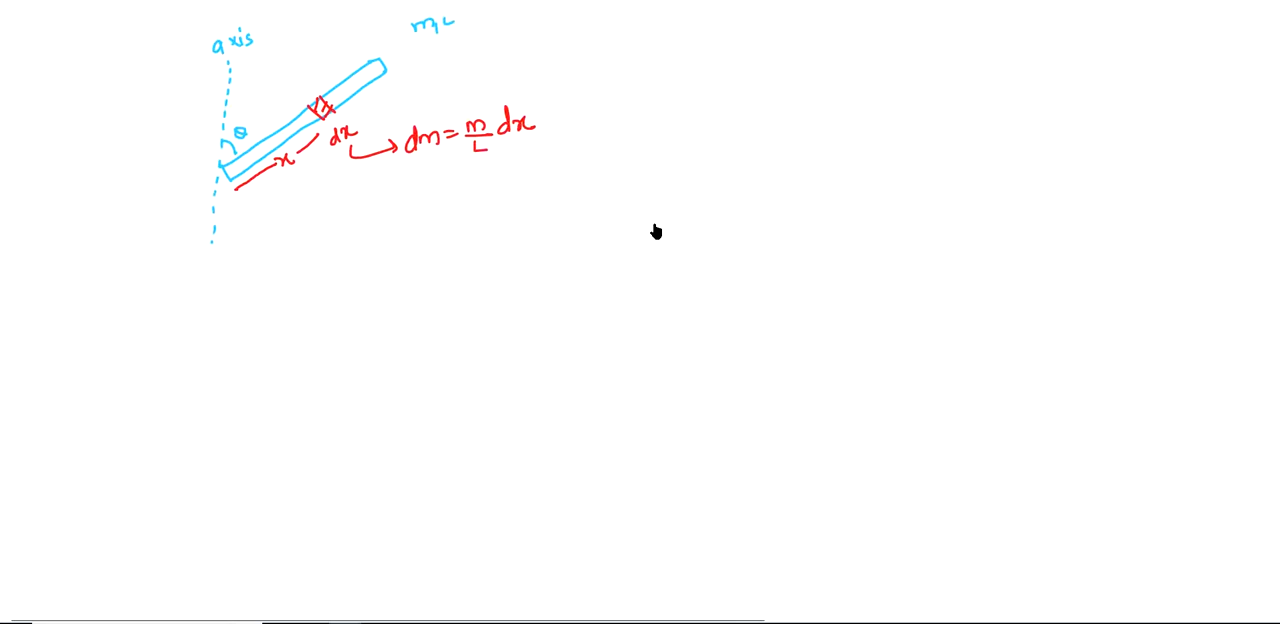 m, L
axis
θ
dx → dm = m/L dx
x